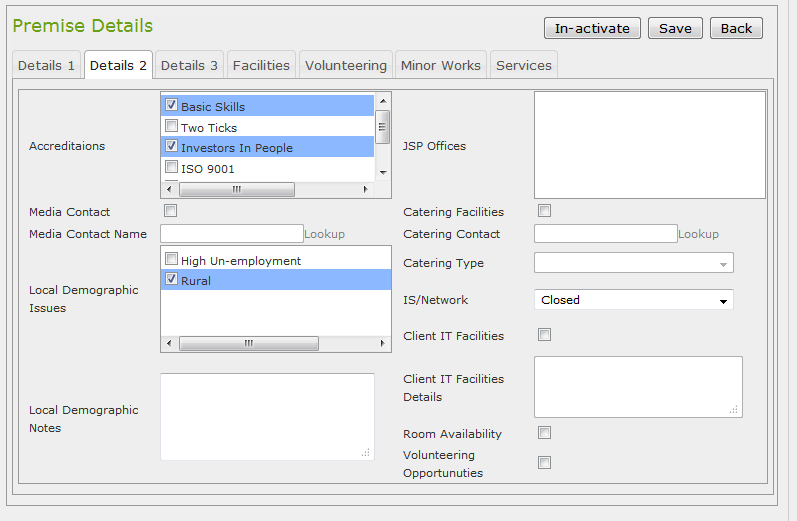 Premise Details
In-activate Save Back
Details 1 Details 2 Details 3 Facilities Volunteering Minor Works Services
Accreditaions
Basic Skills
Two Ticks
Investors In People
ISO 9001
JSP Offices
Media Contact
Catering Facilities
Media Contact Name Lookup
Catering Contact Lookup
Local Demographic
Issues
High Un-employment
Rural
Catering Type
IS/Network Closed
Client IT Facilities
Client IT Facilities
Details
Local Demographic
Notes
Room Availability
Volunteering
Opportunuties